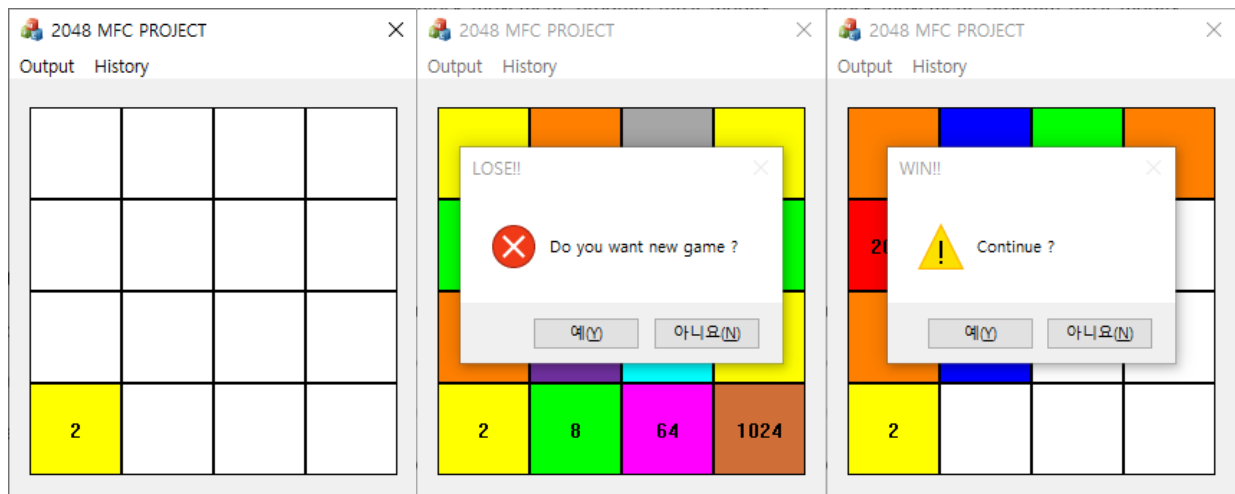 2048 MFC PROJECT
Output History
2
2048 MFC PROJECT
Output History
LOSE!!
Do you want new game ?
예(Y) 아니요(N)
2 8 64 1024
2048 MFC PROJECT
Output History
WIN!!
Continue ?
예(Y) 아니요(N)
2